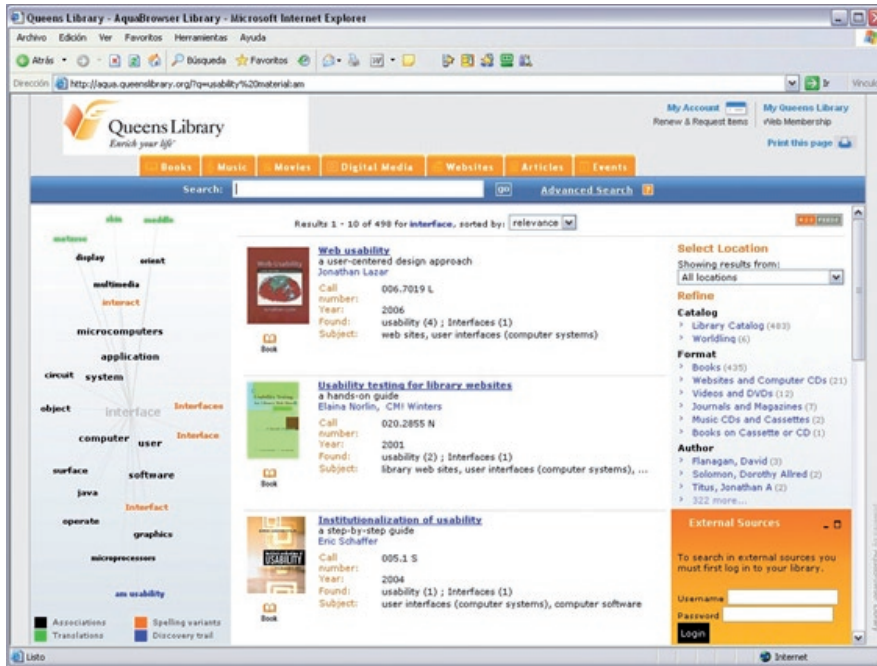 Queens Library - AquaBrowser Library - Microsoft Internet Explorer
Archivo Edición Ver Favoritos Herramientas Ayuda
Atrás Búsqueda Favoritos
Dirección http://aqua.queenslibrary.org/?q=usability%20material:am Ir Vínculos
Queens Library
Enrich your life
My Account
Renew & Request Items
My Queens Library
Web Membership
Print this page
Books Music Movies Digital Media Websites Articles Events
Search: go Advanced Search
skin meddle
meteree
display orient
multimedia
interact
microcomputers
application
circuit system
object interface Interfaces
computer user Interlace
surface software
java
Interfact
operate
graphics
microprocessors
am usability
Associations Spelling variants
Translations Discovery trail
Results 1 - 10 of 498 for interface, sorted by: relevance
Web usability
a user-centered design approach
Jonathan Lazar
Call number: 006.7019 L
Year: 2006
Found: usability (4) ; Interfaces (1)
Subject: web sites, user interfaces (computer systems)
Book
Usability testing for library websites
a hands-on guide
Elaina Norlin, CM! Winters
Call number: 020.2855 N
Year: 2001
Found: usability (2) ; Interfaces (1)
Subject: library web sites, user interfaces (computer systems), ...
Book
Institutionalization of usability
a step-by-step guide
Eric Schaffer
Call number: 005.1 S
Year: 2004
Found: usability (1) ; Interfaces (1)
Subject: user interfaces (computer systems), computer software
Book
Select Location
Showing results from:
All locations
Refine
Catalog
Library Catalog (483)
Worldling (6)
Format
Books (435)
Websites and Computer CDs (21)
Videos and DVDs (12)
Journals and Magazines (7)
Music CDs and Cassettes (2)
Books on Cassette or CD (1)
Author
Flanagan, David (3)
Solomon, Dorothy Allred (2)
Titus, Jonathan A (2)
322 more...
External Sources
To search in external sources you
must first log in to your library.
Username
Password
Login
Listo Internet